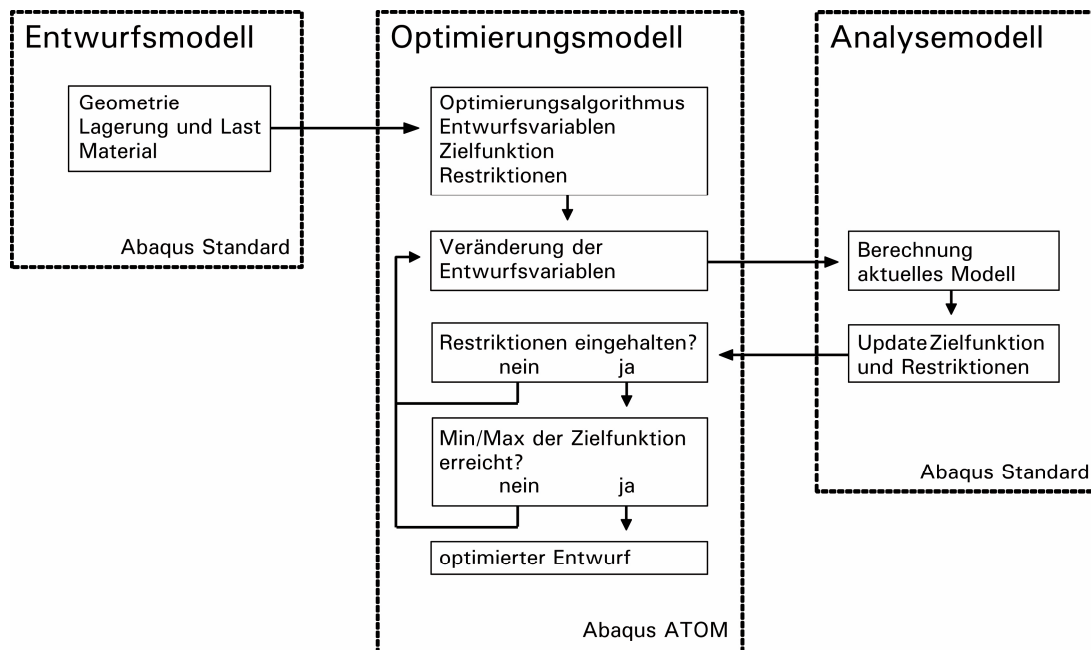 Entwurfsmodell
Geometrie
Lagerung und Last
Material
Abaqus Standard
Optimierungsmodell
Optimierungsalgorithmus
Entwurfsvariablen
Zielfunktion
Restriktionen
Veränderung der
Entwurfsvariablen
Restriktionen eingehalten?
nein ja
Min/Max der Zielfunktion
erreicht?
nein ja
optimierter Entwurf
Abaqus ATOM
Analysemodell
Berechnung
aktuelles Modell
Update Zielfunktion
und Restriktionen
Abaqus Standard